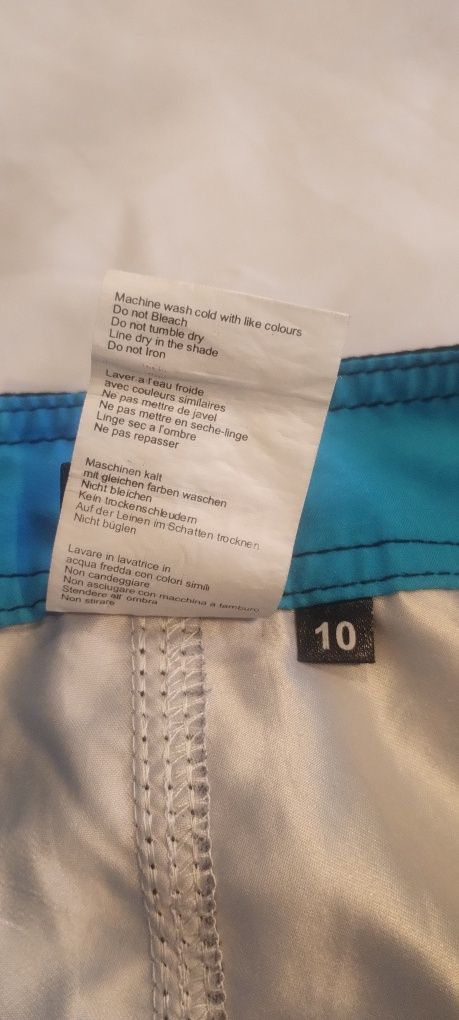 Machine wash cold with like colours
Do not Bleach
Do not tumble dry
Line dry in the shade
Do not Iron
Laver a l'eau froide
avec couleurs similaires
Ne pas mettre de javel
Ne pas mettre en seche-linge
Linge sec a l'ombre
Ne pas repasser
Maschinen kalt
mit gleichen farben waschen
Nicht bleichen
Kein trockenschleudern
Auf der Leinen im Schatten trocknen
Nicht büglen
Lavare in lavatrice in
acqua fredda con colori simili
Non candeggiare
Non asciugare con macchina a tamburo
Stendere all' ombra
Non stirare
10